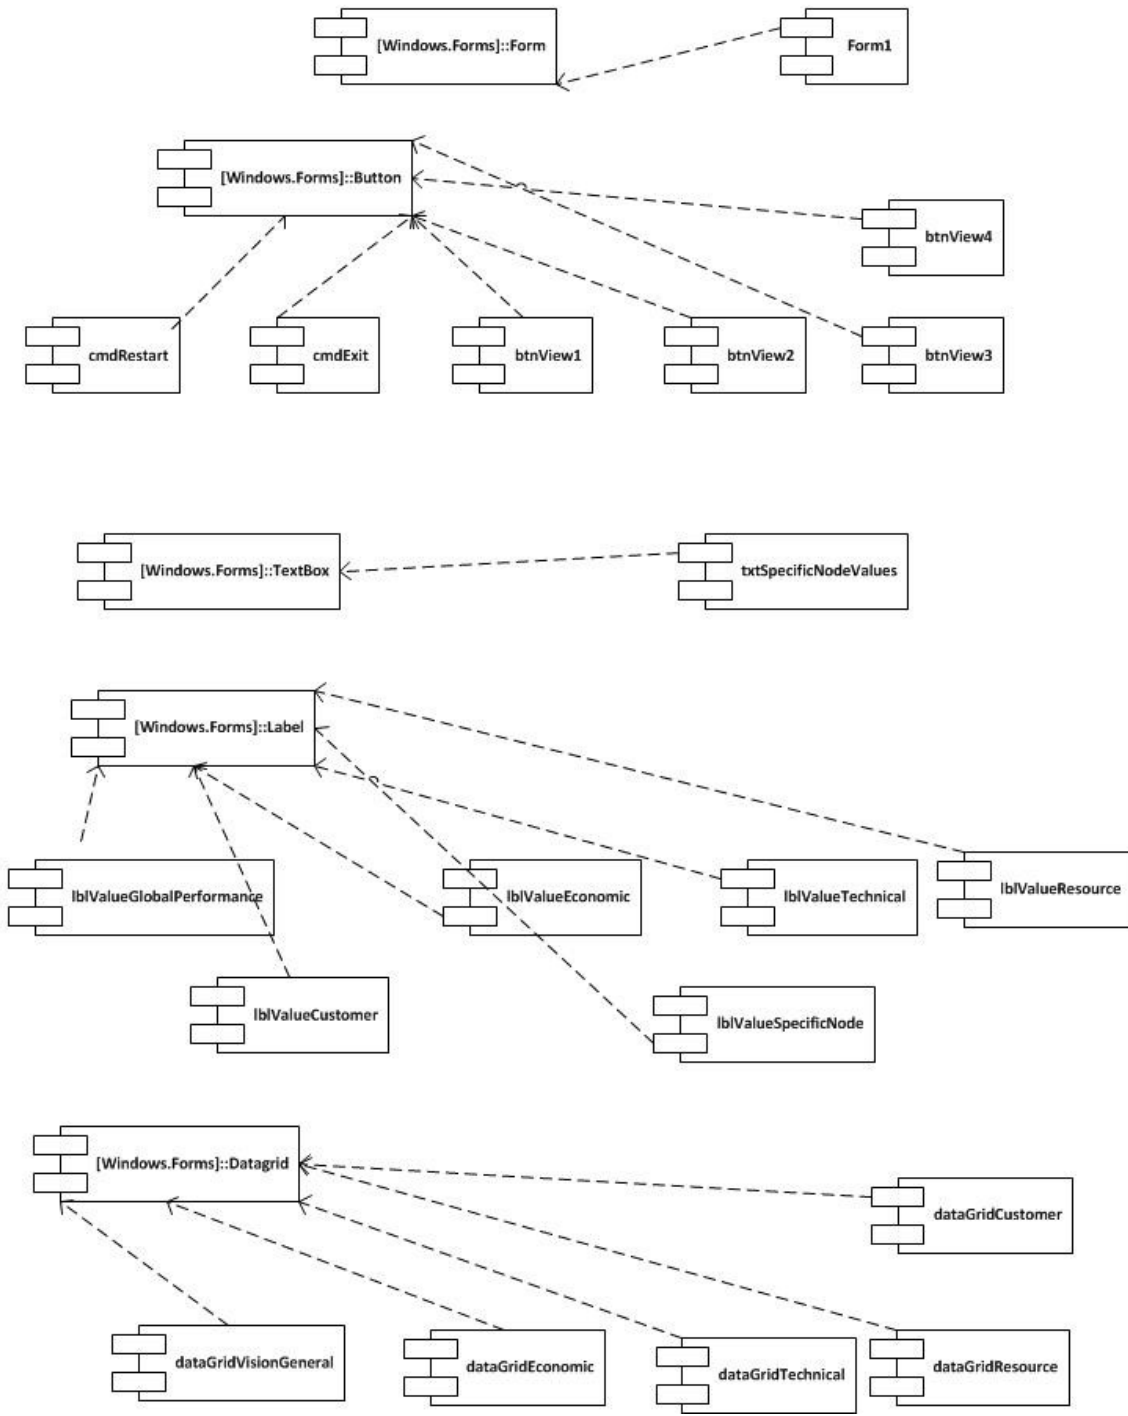 [Windows.Forms]::Form
Form1
[Windows.Forms]::Button
btnView4
cmdRestart
cmdExit
btnView1
btnView2
btnView3
[Windows.Forms]::TextBox
txtSpecificNodeValues
[Windows.Forms]::Label
lblValueGlobalPerformance
lblValueEconomic
lblValueTechnical
lblValueResource
lblValueCustomer
lblValueSpecificNode
[Windows.Forms]::Datagrid
dataGridCustomer
dataGridVisionGeneral
dataGridEconomic
dataGridTechnical
dataGridResource